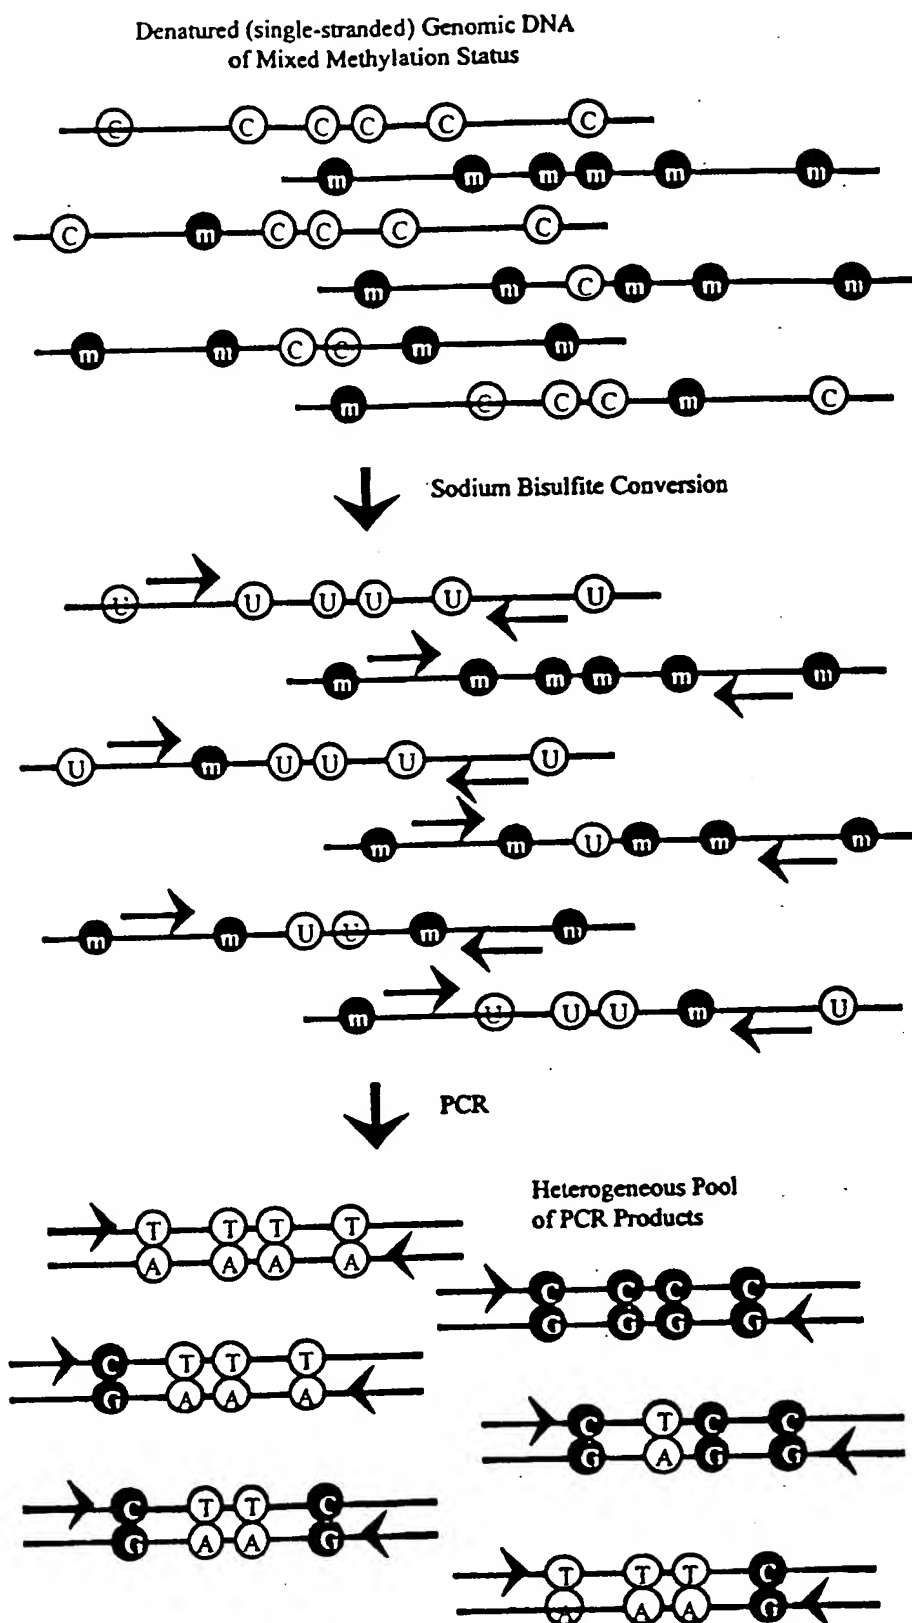 Denatured (single-stranded) Genomic DNA
of Mixed Methylation Status
C C C C C C
m m m m m m
C m C C C C
m m C m m m
m m C C m m
m C C C m C
Sodium Bisulfite Conversion
U U U U U U
m m m m m m
U m U U U U
m m U m m m
m m U U m m
m U U U m U
PCR
Heterogeneous Pool
of PCR Products
T T T T
A A A A
C C C C
G G G G
C T T T
G A A A
C T C C
G A G G
C T T C
G A A G
T T T C
A A A G